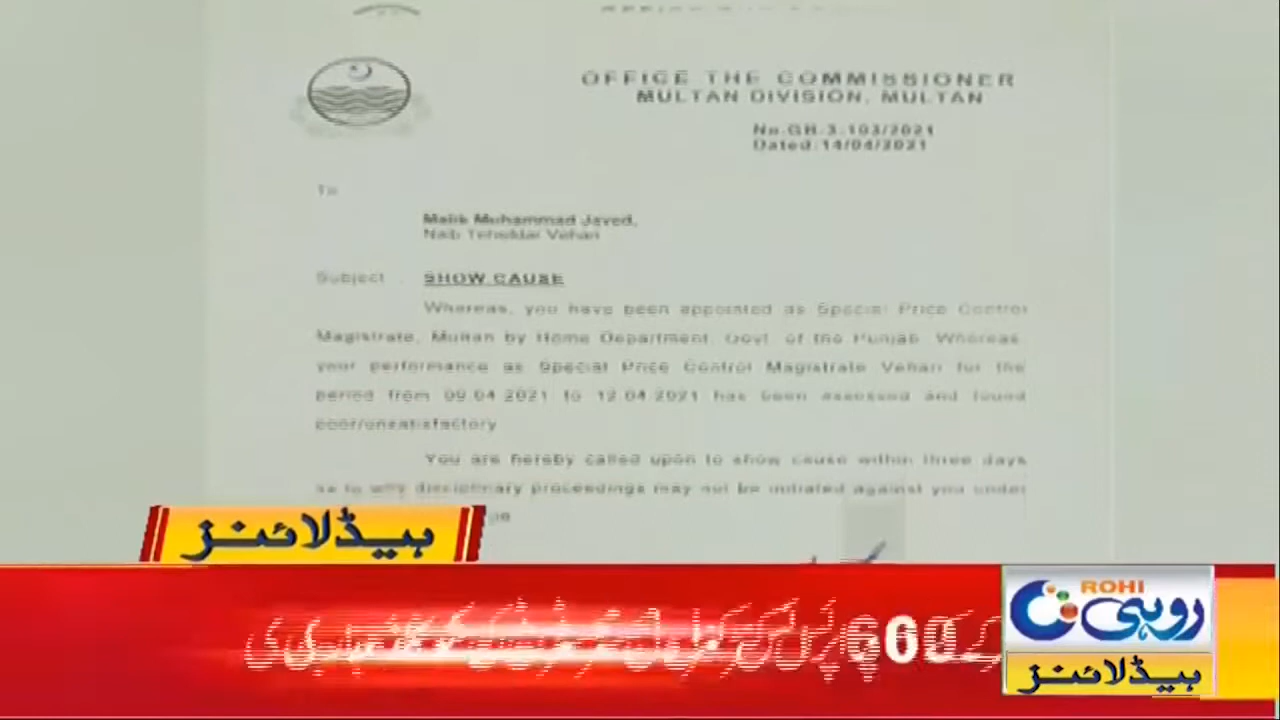 OFFICE THE COMMISSIONER
MULTAN DIVISION, MULTAN
No.GB-3-103/2021
Dated:14/04/2021
To
Malik Muhammad Javed,
Naib Tehsildar Vehari
Subject SHOW CAUSE
Whereas, you have been appointed as Special Price Control
Magistrate, Multan by Home Department, Govt. of the Punjab. Whereas,
your performance as Special Price Control Magistrate Vehari for the
period from 09.04.2021 to 12.04.2021 has been assessed and found
poor/unsatisfactory
You are hereby called upon to show cause within three days
as to why disciplinary proceedings may not be initiated against you under
ہیڈلائنز
600
ROHI
روہی
ہیڈلائنز